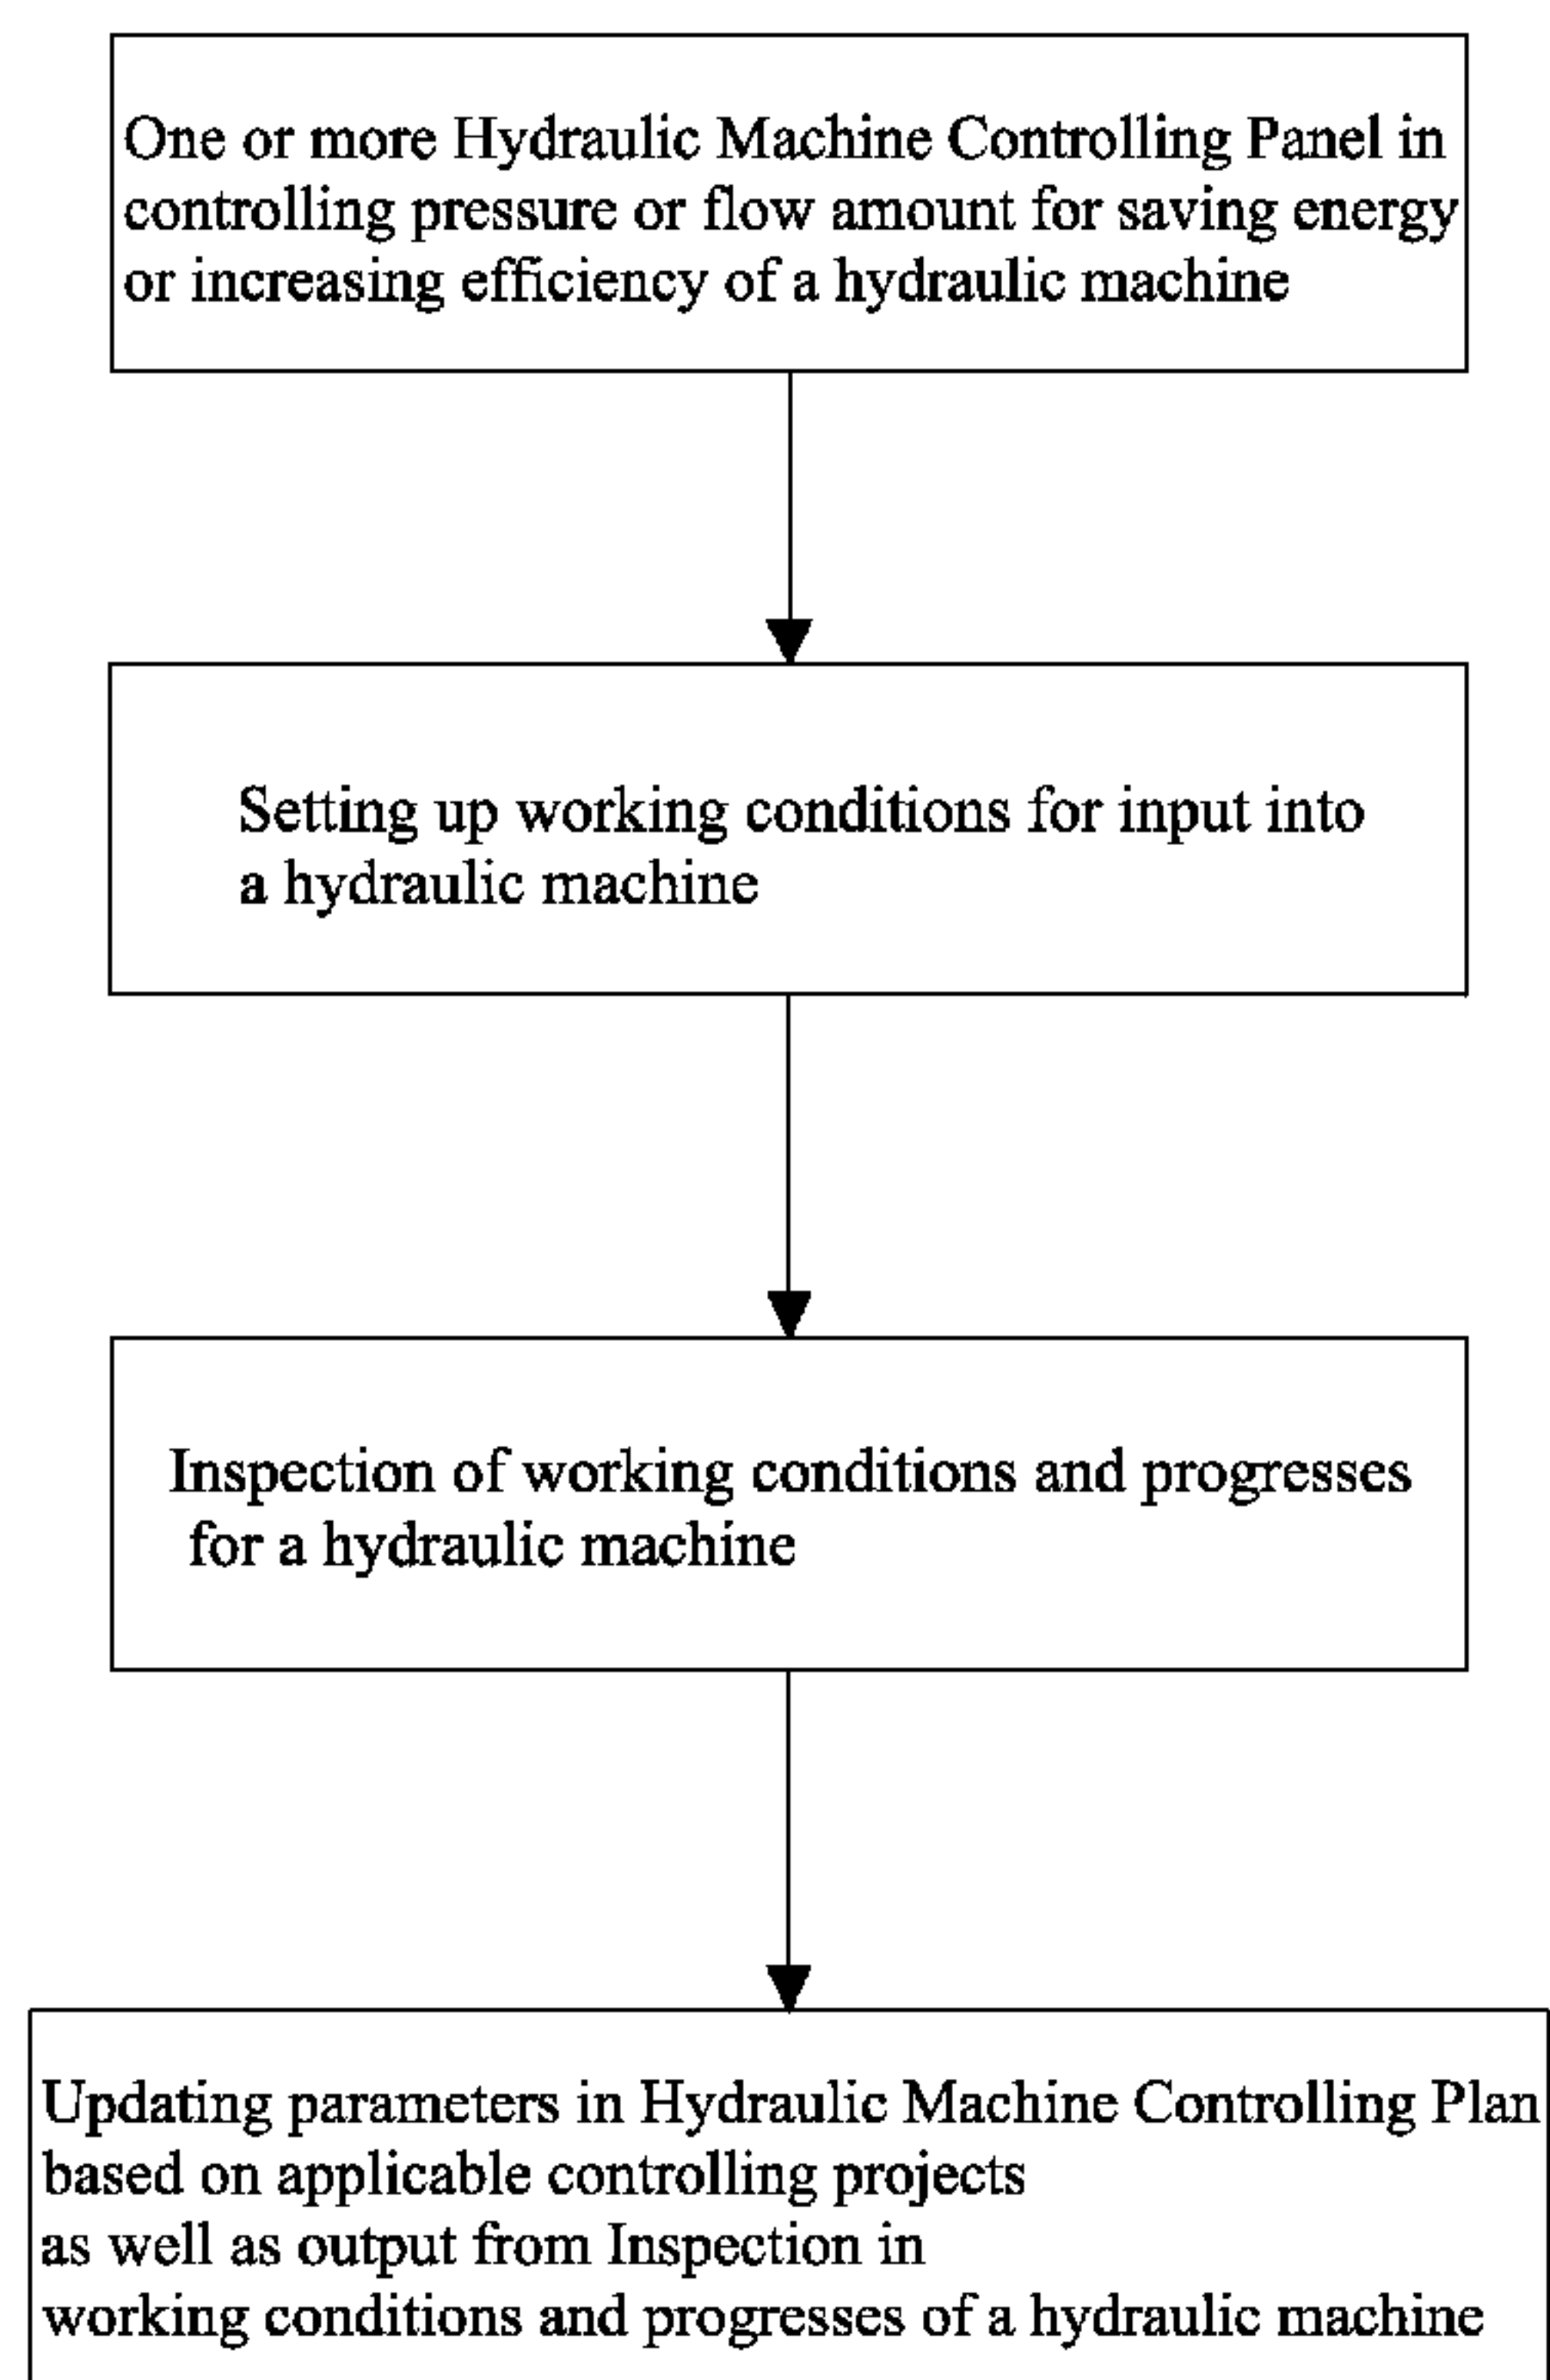 One or more Hydraulic Machine Controlling Panel in
controlling pressure or flow amount for saving energy
or increasing efficiency of a hydraulic machine
Setting up working conditions for input into
a hydraulic machine
Inspection of working conditions and progresses
for a hydraulic machine
Updating parameters in Hydraulic Machine Controlling Plan
based on applicable controlling projects
as well as output from Inspection in
working conditions and progresses of a hydraulic machine